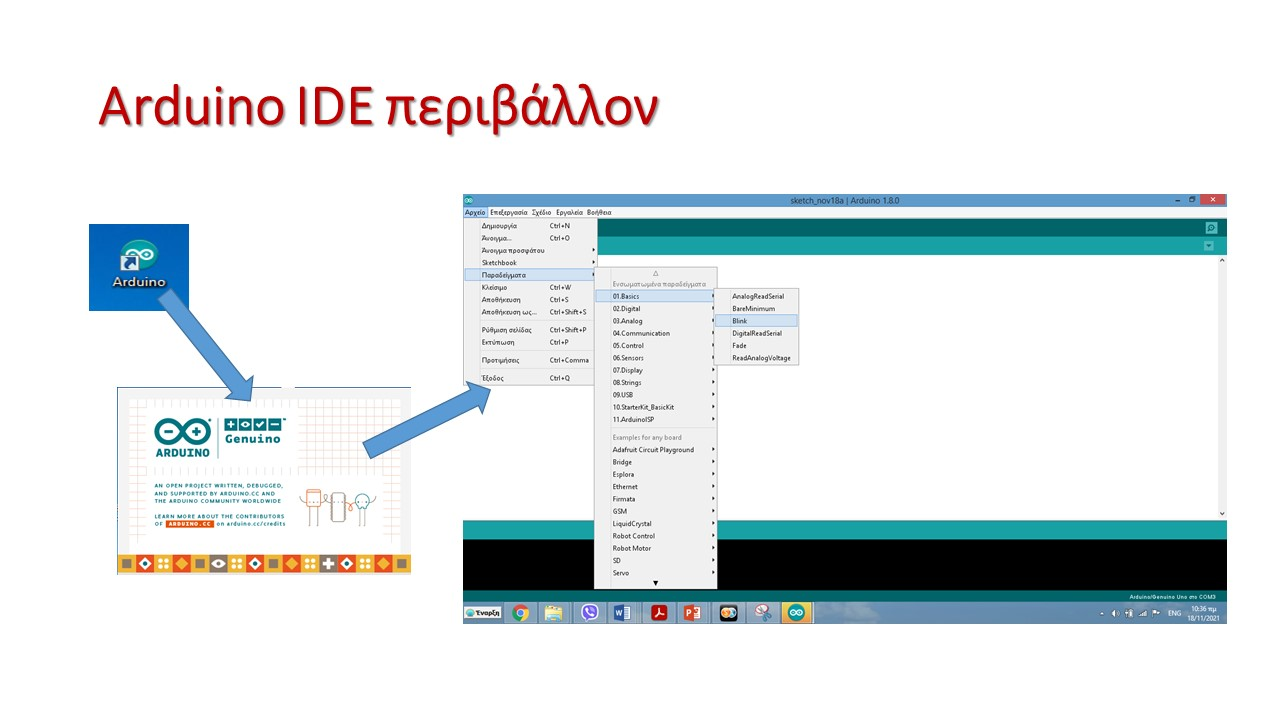 Arduino IDE περιβάλλον
Arduino
ARDUINO
Genuino
AN OPEN PROJECT WRITTEN, DEBUGGED,
AND SUPPORTED BY ARDUINO.CC AND
THE ARDUINO COMMUNITY WORLDWIDE
LEARN MORE ABOUT THE CONTRIBUTORS
OF ARDUINO.CC on arduino.cc/credits
sketch_nov18a | Arduino 1.8.0
Αρχείο Επεξεργασία Σχέδιο Εργαλεία Βοήθεια
Δημιουργία Ctrl+N
Άνοιγμα... Ctrl+O
Άνοιγμα προσφάτου
Sketchbook
Παραδείγματα
Κλείσιμο Ctrl+W
Αποθήκευση Ctrl+S
Αποθήκευση ως... Ctrl+Shift+S
Ρύθμιση σελίδας Ctrl+Shift+P
Εκτύπωση Ctrl+P
Προτιμήσεις Ctrl+Comma
Έξοδος Ctrl+Q
Ενσωματωμένα παραδείγματα
01.Basics
02.Digital
03.Analog
04.Communication
05.Control
06.Sensors
07.Display
08.Strings
09.USB
10.StarterKit_BasicKit
11.ArduinoISP
Examples for any board
Adafruit Circuit Playground
Bridge
Esplora
Ethernet
Firmata
GSM
LiquidCrystal
Robot Control
Robot Motor
SD
Servo
AnalogReadSerial
BareMinimum
Blink
DigitalReadSerial
Fade
ReadAnalogVoltage
Arduino/Genuino Uno στο COM3
Έναρξη
ENG
10:36 πμ
18/11/2021